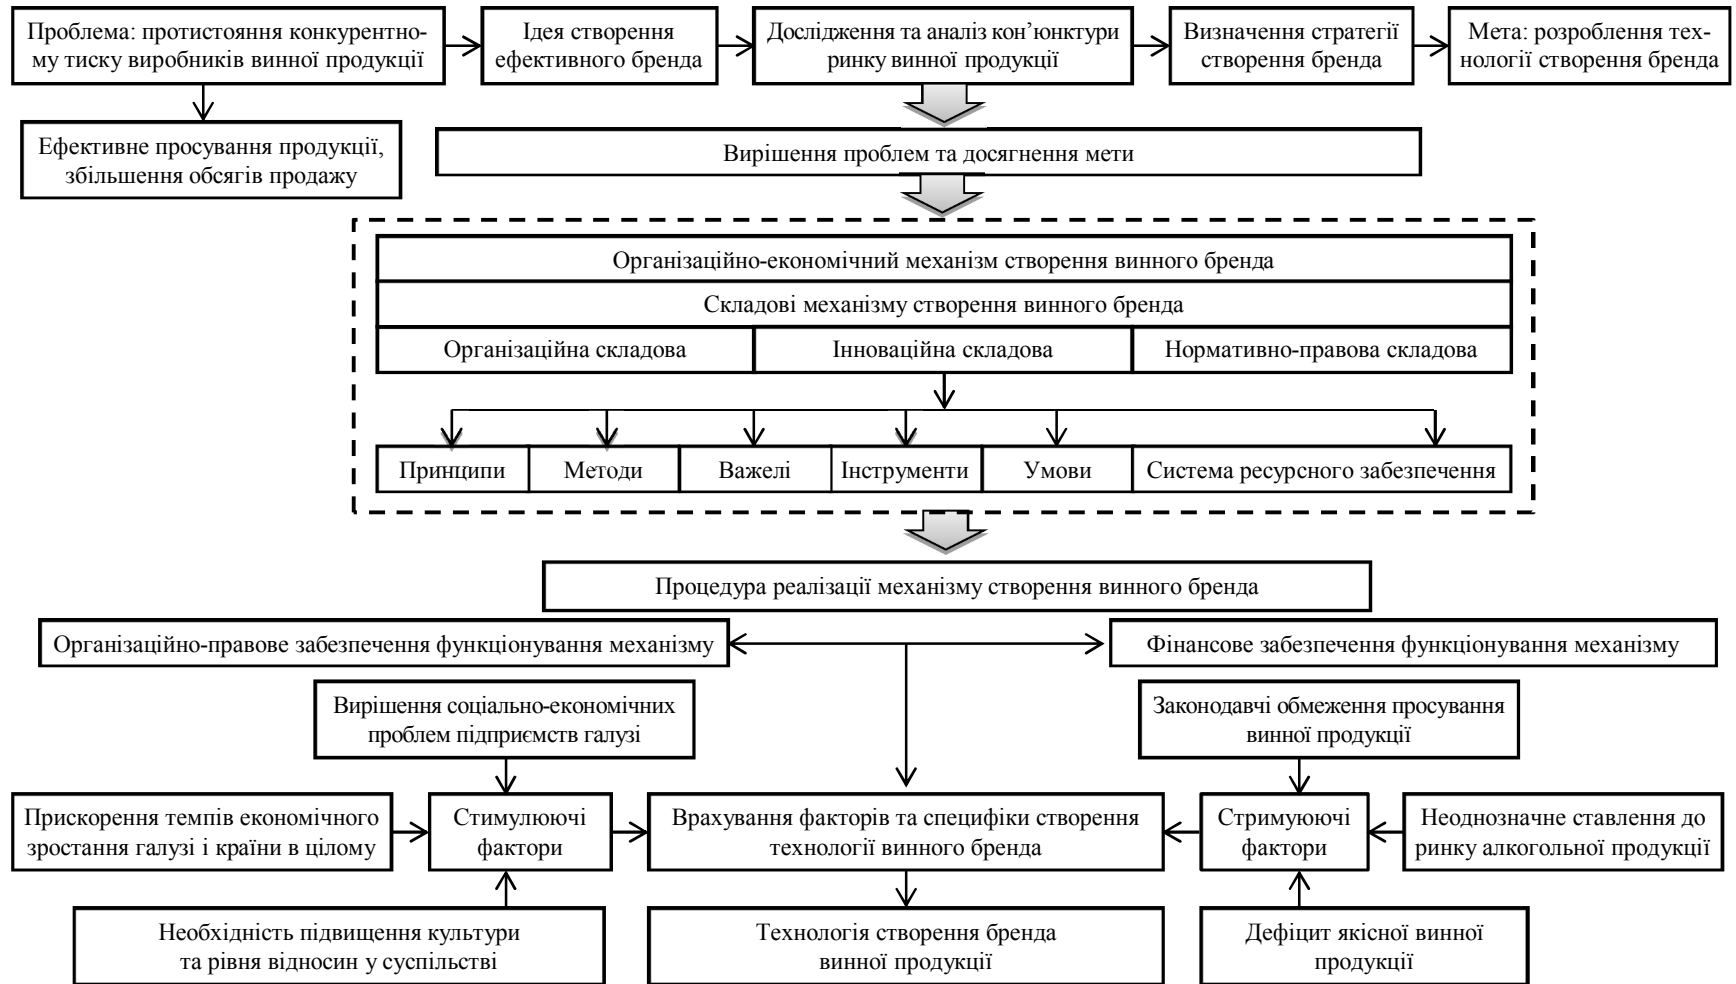 Проблема: протистояння конкурентно-
му тиску виробників винної продукції
Ідея створення
ефективного бренда
Дослідження та аналіз кон’юнктури
ринку винної продукції
Визначення стратегії
створення бренда
Мета: розроблення тех-
нології створення бренда
Ефективне просування продукції,
збільшення обсягів продажу
Вирішення проблем та досягнення мети
Організаційно-економічний механізм створення винного бренда
Складові механізму створення винного бренда
Організаційна складова
Інноваційна складова
Нормативно-правова складова
Принципи
Методи
Важелі
Інструменти
Умови
Система ресурсного забезпечення
Процедура реалізації механізму створення винного бренда
Організаційно-правове забезпечення функціонування механізму
Фінансове забезпечення функціонування механізму
Вирішення соціально-економічних
проблем підприємств галузі
Законодавчі обмеження просування
винної продукції
Прискорення темпів економічного
зростання галузі і країни в цілому
Стимулюючі
фактори
Врахування факторів та специфіки створення
технології винного бренда
Стримуючі
фактори
Неоднозначне ставлення до
ринку алкогольної продукції
Необхідність підвищення культури
та рівня відносин у суспільстві
Технологія створення бренда
винної продукції
Дефіцит якісної винної
продукції